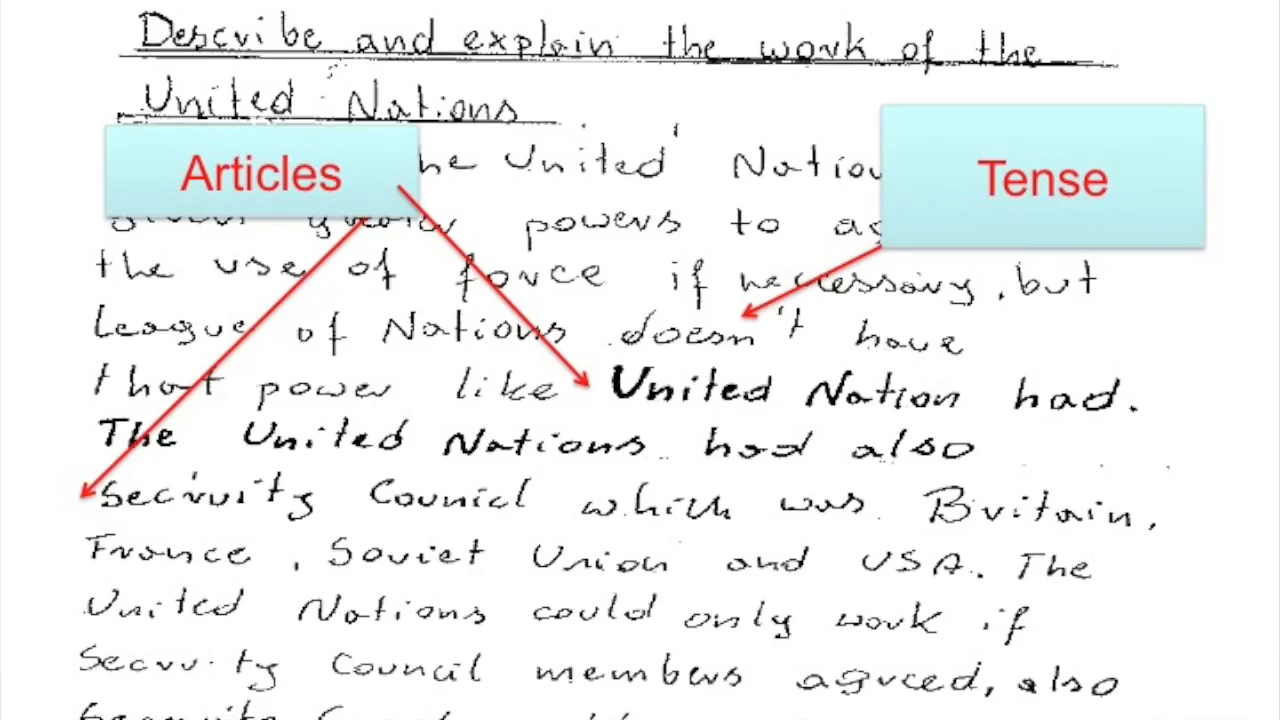 Describe and explain the work of the
United Nations
Articles
Tense
he United Natio
powers to
the use of force if neccessary, but
League of Nations doesn't have
that power like United Nation had.
The United Nations had also
Security Counicl which was Britain,
France, Soviet Union and USA. The
United Nations could only work if
Security Council members agreed, also